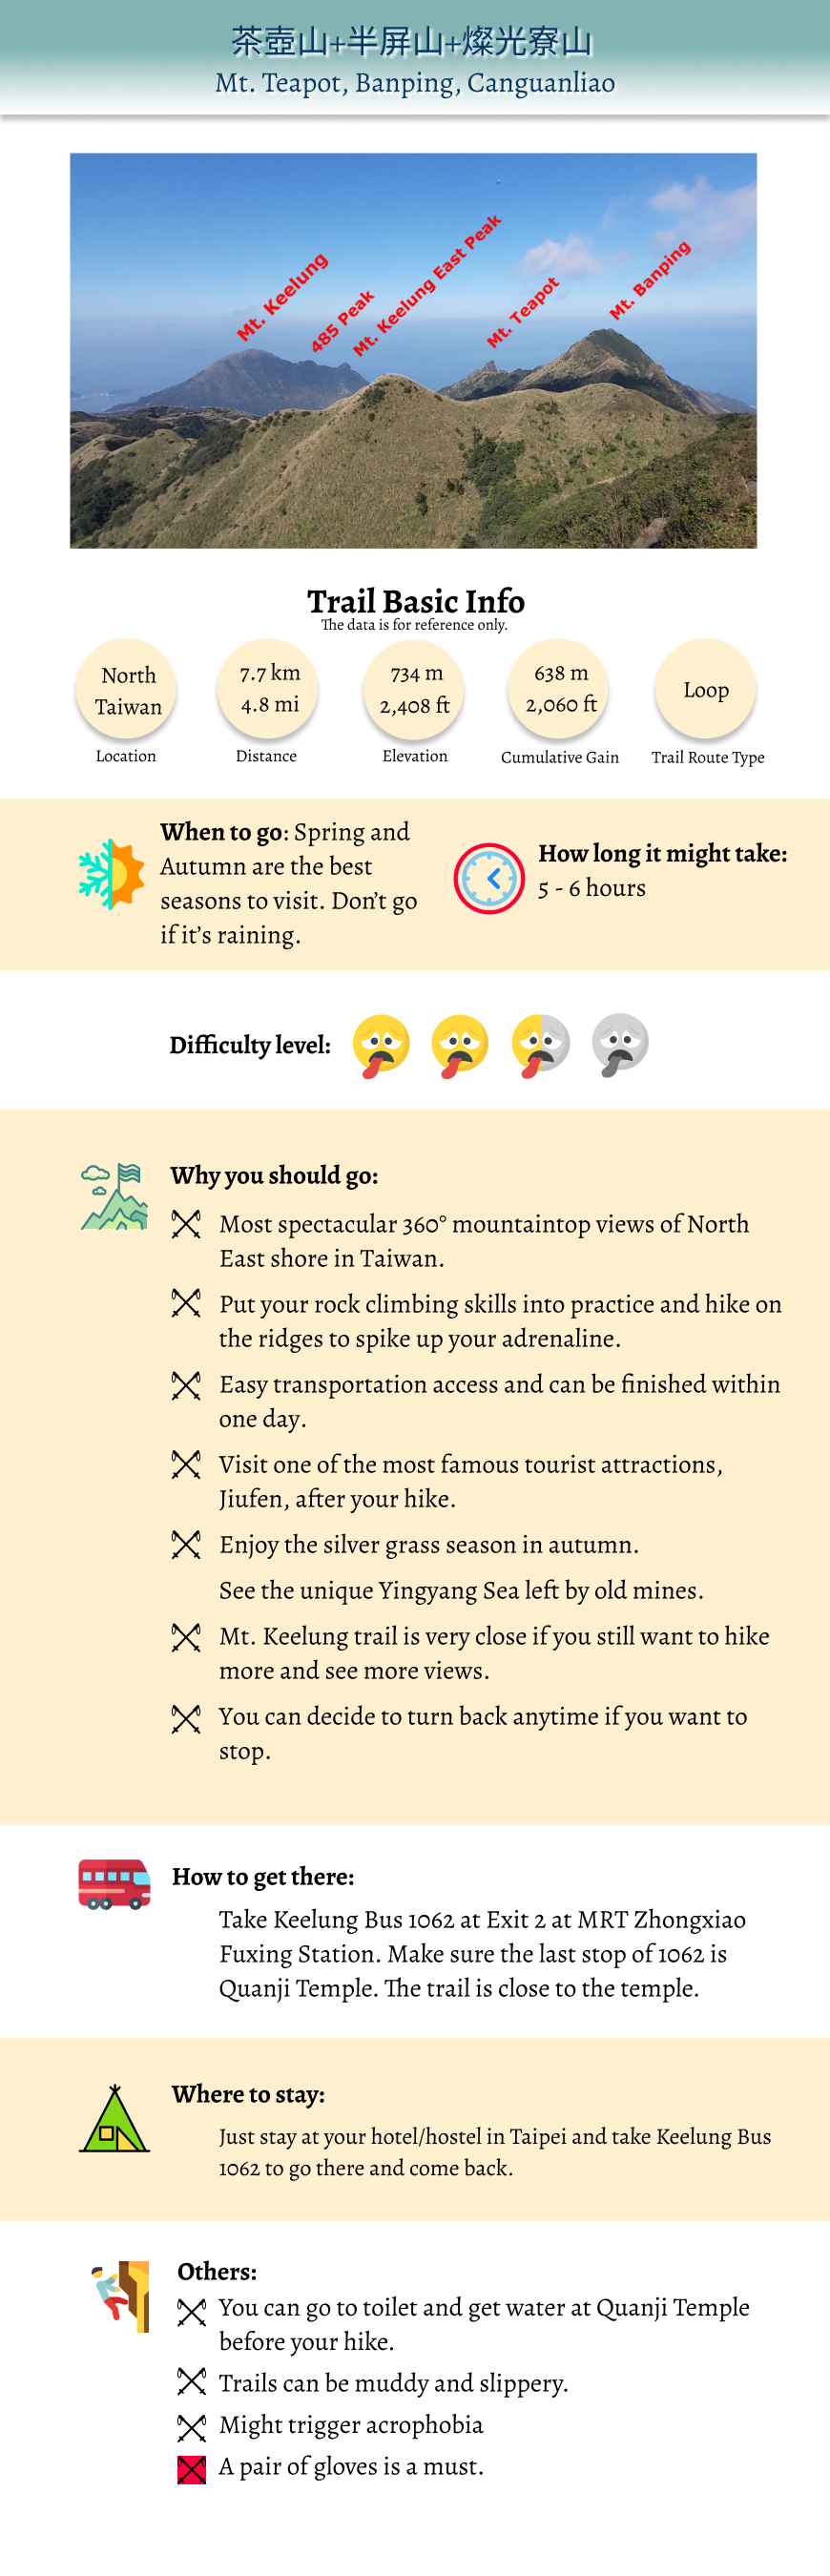 茶壺山+半屏山+燦光寮山
Mt. Teapot, Banping, Canguanliao
Mt. Keelung
485 Peak
Mt. Keelung East Peak
Mt. Teapot
Mt. Banping
Trail Basic Info
The data is for reference only.
North
Taiwan
Location
7.7 km
4.8 mi
Distance
734 m
2,408 ft
Elevation
638 m
2,060 ft
Cumulative Gain
Loop
Trail Route Type
When to go: Spring and
Autumn are the best
seasons to visit. Don't go
if it's raining.
How long it might take:
5 - 6 hours
Difficulty level:
Why you should go:
Most spectacular 360° mountaintop views of North
East shore in Taiwan.
Put your rock climbing skills into practice and hike on
the ridges to spike up your adrenaline.
Easy transportation access and can be finished within
one day.
Visit one of the most famous tourist attractions,
Jiufen, after your hike.
Enjoy the silver grass season in autumn.
See the unique Yingyang Sea left by old mines.
Mt. Keelung trail is very close if you still want to hike
more and see more views.
You can decide to turn back anytime if you want to
stop.
How to get there:
Take Keelung Bus 1062 at Exit 2 at MRT Zhongxiao
Fuxing Station. Make sure the last stop of 1062 is
Quanji Temple. The trail is close to the temple.
Where to stay:
Just stay at your hotel/hostel in Taipei and take Keelung Bus
1062 to go there and come back.
Others:
You can go to toilet and get water at Quanji Temple
before your hike.
Trails can be muddy and slippery.
Might trigger acrophobia
A pair of gloves is a must.